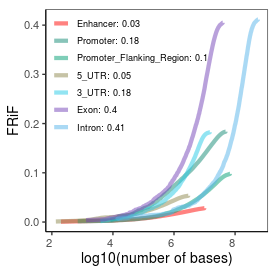 Enhancer: 0.03
Promoter: 0.18
Promoter_Flanking_Region: 0.1
5_UTR: 0.05
3_UTR: 0.18
Exon: 0.4
Intron: 0.41
0.4
0.3
0.2
0.1
0.0
FRiF
2 4 6 8
log10(number of bases)